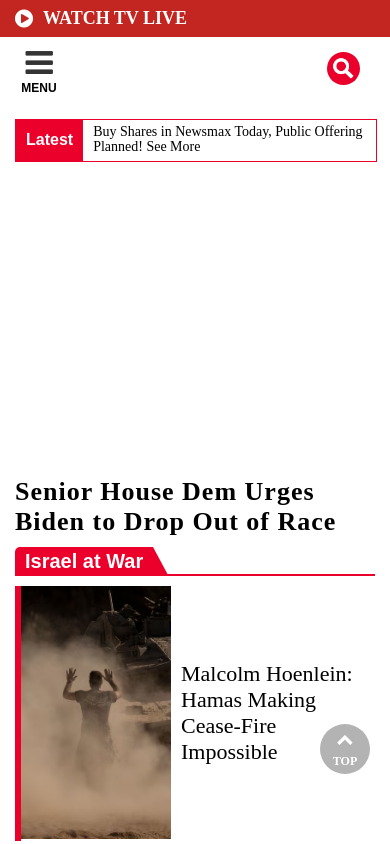 WATCH TV LIVE
MENU
Latest
Buy Shares in Newsmax Today, Public Offering
Planned! See More
Senior House Dem Urges
Biden to Drop Out of Race
Israel at War
Malcolm Hoenlein:
Hamas Making
Cease-Fire
Impossible
TOP